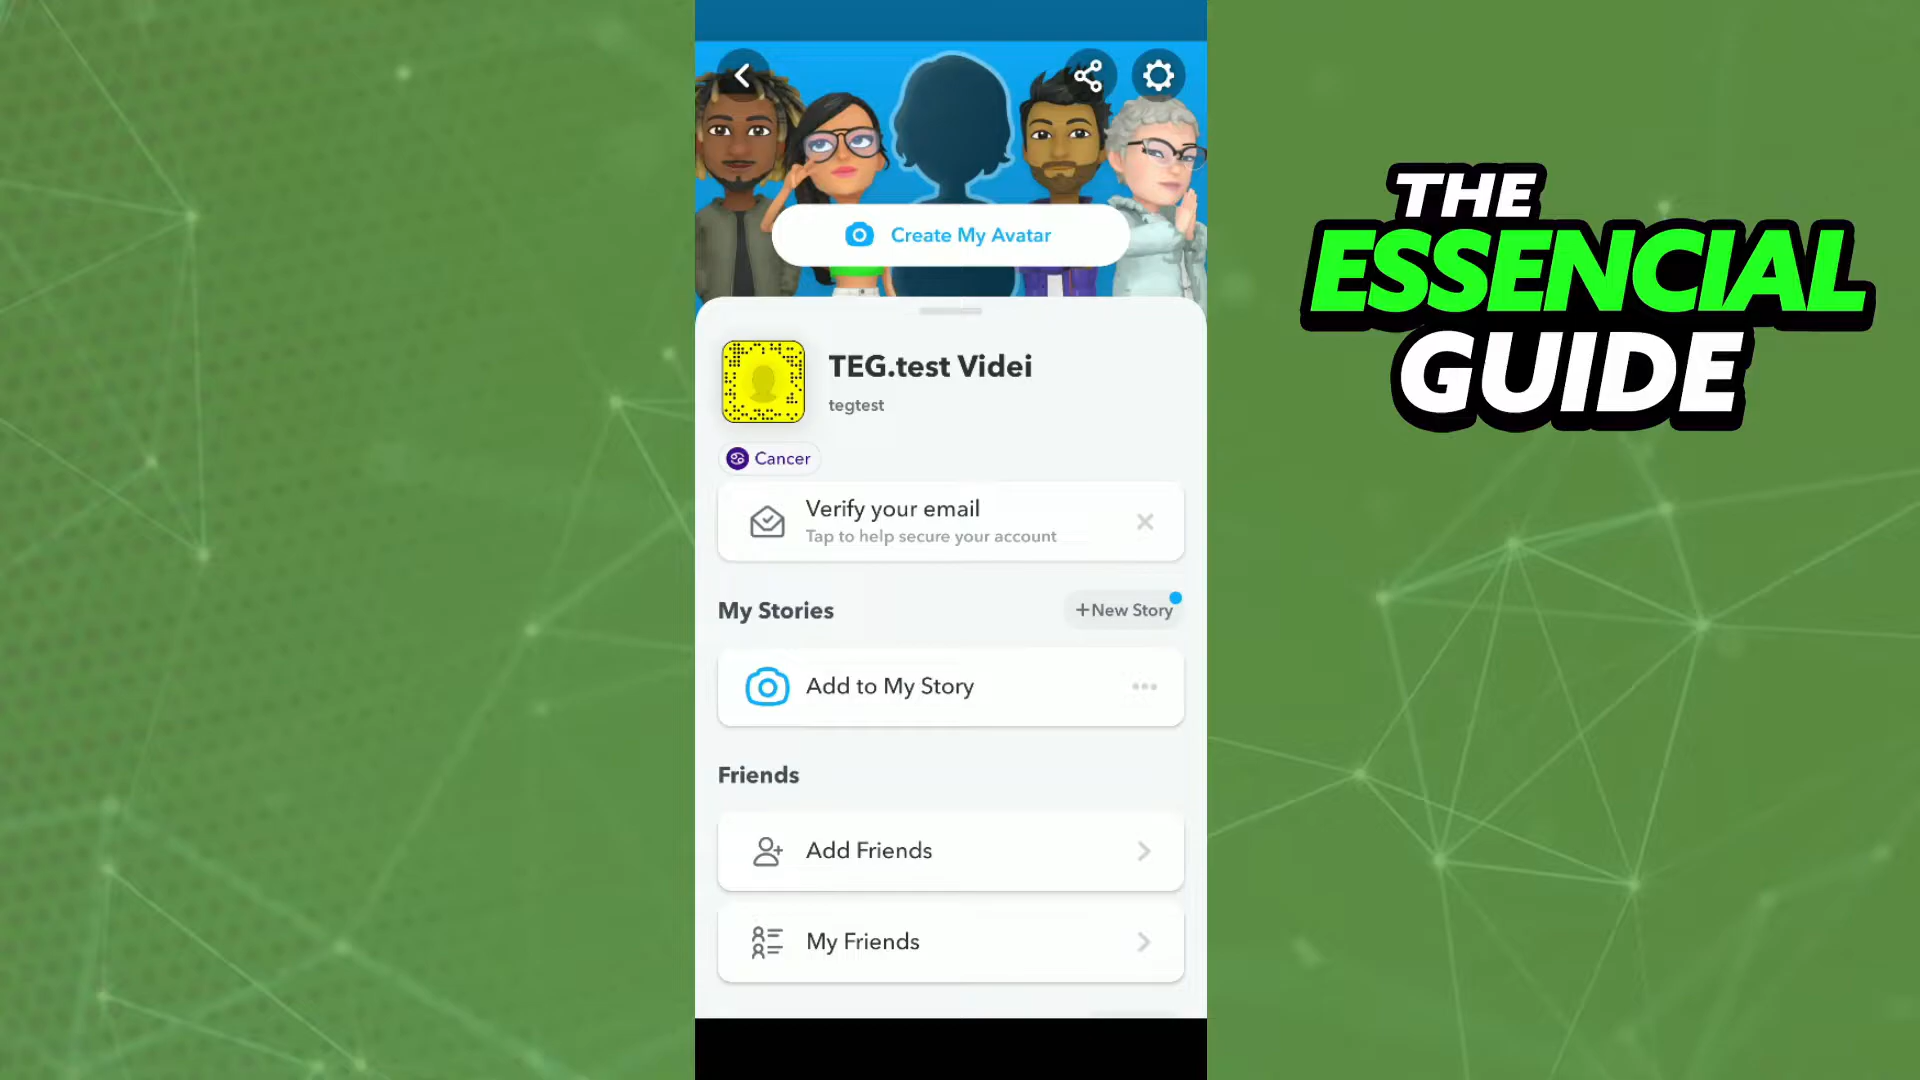 Create My Avatar
TEG.test Videi
tegtest
Cancer
Verify your email
Tap to help secure your account
My Stories
+New Story
Add to My Story
Friends
Add Friends
My Friends
THE
ESSENCIAL
GUIDE